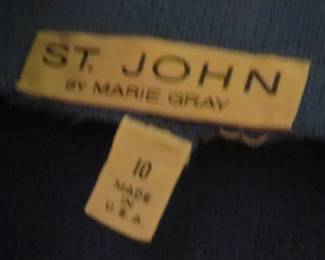 ST. JOHN
BY MARIE GRAY
10
MADE
IN
U.S.A.